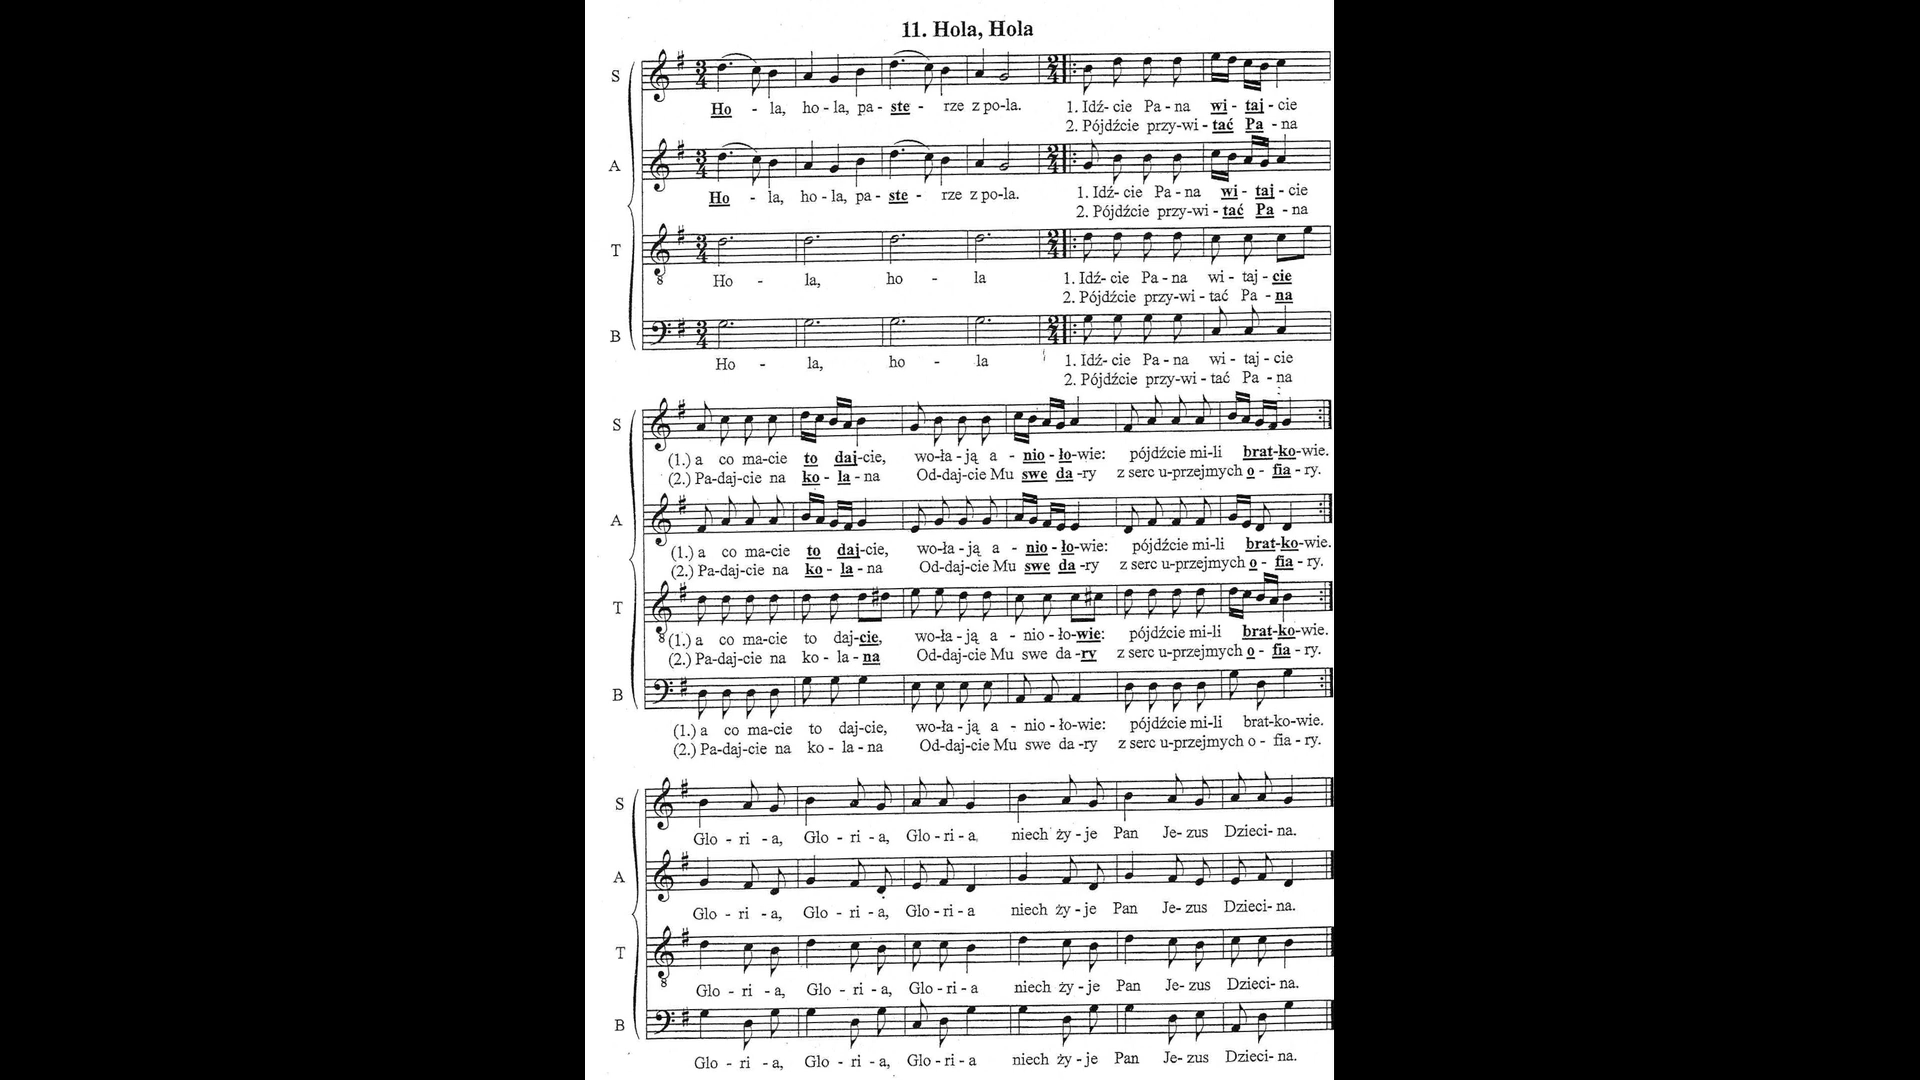 11. Hola, Hola
S
Ho - la, ho - la, pa - ste - rze z po-la. 1. Idź- cie Pa - na wi - taj - cie
2. Pójdźcie przy-wi - tać Pa - na
A
Ho - la, ho - la, pa - ste - rze z po-la. 1. Idź- cie Pa - na wi - taj - cie
2. Pójdźcie przy-wi - tać Pa - na
T
8
Ho - la, ho - la 1. Idź- cie Pa - na wi - taj - cie
2. Pójdźcie przy-wi - tać Pa - na
B
Ho - la, ho - la 1. Idź- cie Pa - na wi - taj - cie
2. Pójdźcie przy-wi - tać Pa - na
S
(1.) a co ma-cie to daj-cie, wo-ła - ją a - nio - ło-wie: pójdźcie mi-li brat-ko-wie.
(2.) Pa-daj-cie na ko - la - na Od-daj-cie Mu swe da - ry z serc u-przejmych o - fia - ry.
A
(1.) a co ma-cie to daj-cie, wo-ła - ją a - nio - ło-wie: pójdźcie mi-li brat-ko-wie.
(2.) Pa-daj-cie na ko - la - na Od-daj-cie Mu swe da -ry z serc u-przejmych o - fia - ry.
T
8
(1.) a co ma-cie to daj-cie, wo-ła - ją a - nio - ło-wie: pójdźcie mi-li brat-ko-wie.
(2.) Pa-daj-cie na ko - la - na Od-daj-cie Mu swe da -ry z serc u-przejmych o - fia - ry.
B
(1.) a co ma-cie to daj-cie, wo-ła - ją a - nio - ło-wie: pójdźcie mi-li brat-ko-wie.
(2.) Pa-daj-cie na ko - la - na Od-daj-cie Mu swe da -ry z serc u-przejmych o - fia - ry.
S
Glo - ri - a, Glo - ri - a, Glo - ri - a niech ży - je Pan Je- zus Dzieci- na.
A
Glo - ri - a, Glo - ri - a, Glo - ri - a niech ży - je Pan Je- zus Dzieci- na.
T
8
Glo - ri - a, Glo - ri - a, Glo - ri - a niech ży - je Pan Je- zus Dzieci- na.
B
Glo - ri - a, Glo - ri - a, Glo - ri - a niech ży - je Pan Je- zus Dzieci- na.